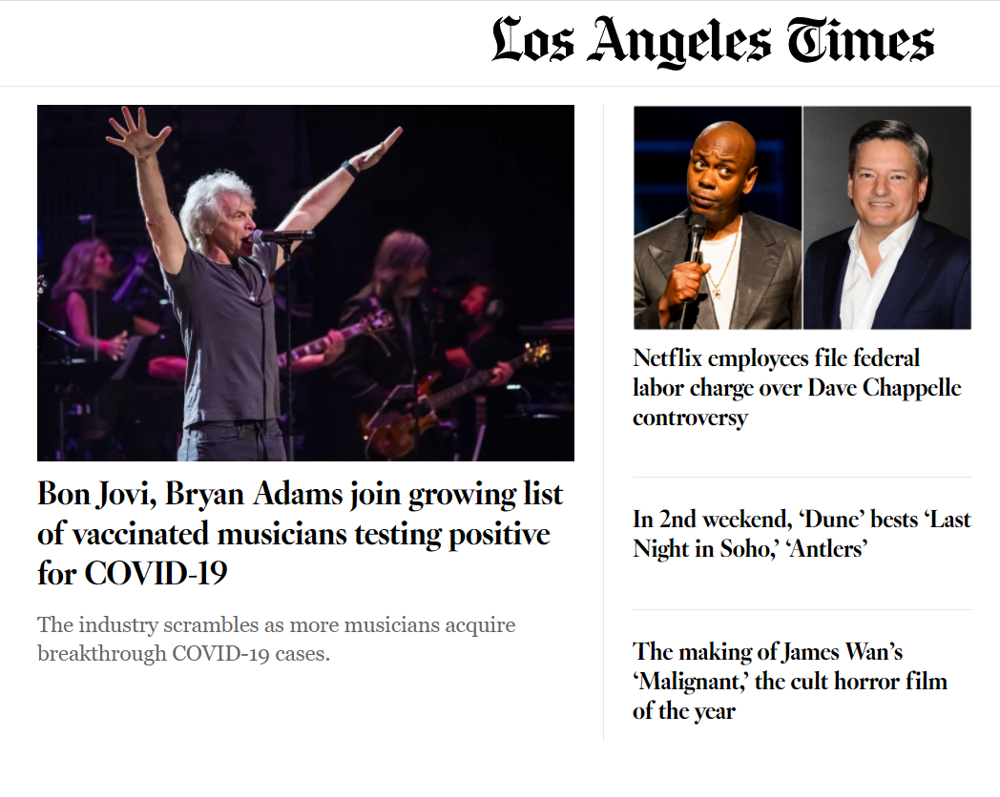 Los Angeles Times
Bon Jovi, Bryan Adams join growing list
of vaccinated musicians testing positive
for COVID-19
The industry scrambles as more musicians acquire
breakthrough COVID-19 cases.
Netflix employees file federal
labor charge over Dave Chappelle
controversy
In 2nd weekend, ‘Dune’ bests ‘Last
Night in Soho,’ ‘Antlers’
The making of James Wan’s
‘Malignant,’ the cult horror film
of the year